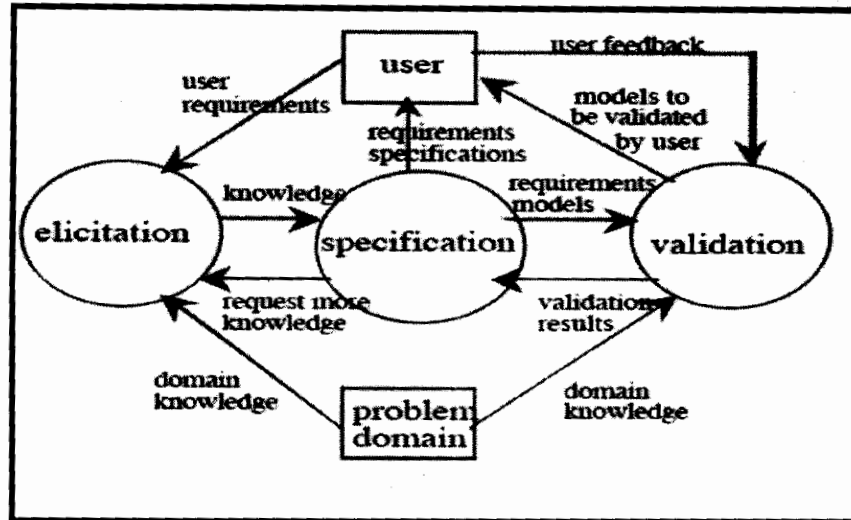 user
user feedback
user
requirements
models to
be validated
by user
requirements
specifications
knowledge
requirements
models
elicitation
specification
validation
request more
knowledge
validation
results
domain
knowledge
problem
domain
domain
knowledge